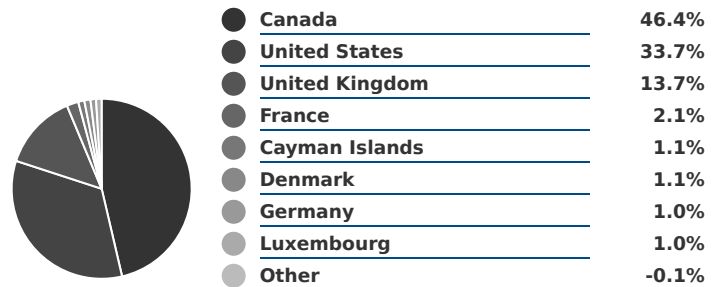 Canada 46.4%
United States 33.7%
United Kingdom 13.7%
France 2.1%
Cayman Islands 1.1%
Denmark 1.1%
Germany 1.0%
Luxembourg 1.0%
Other -0.1%